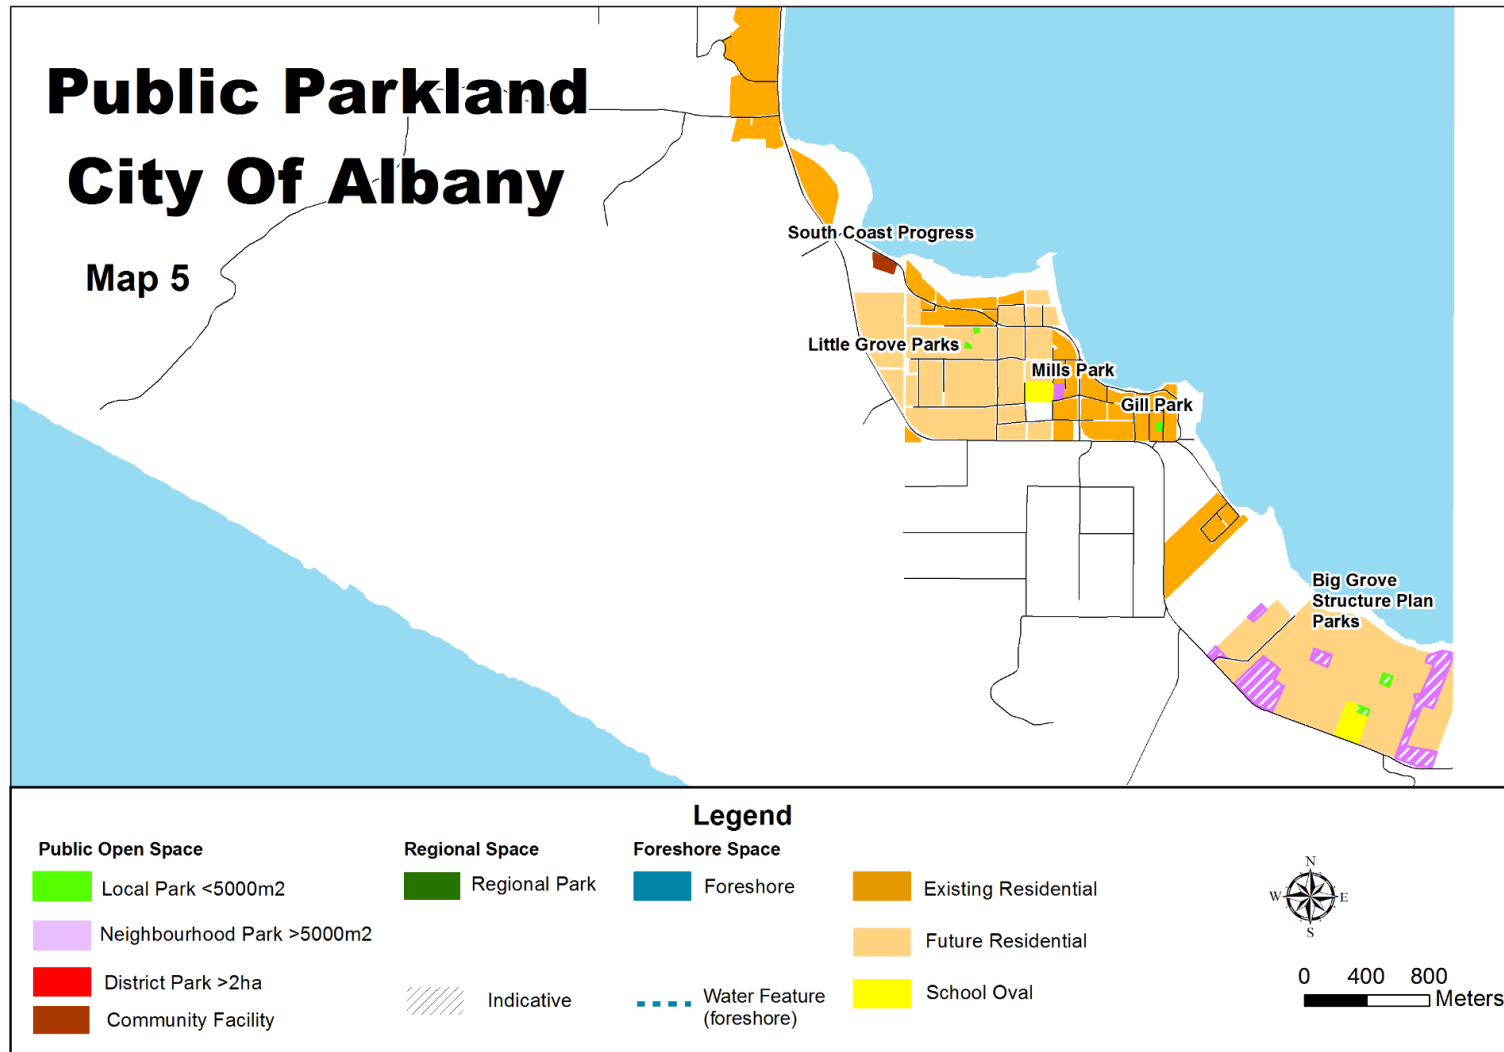 Public Parkland
City Of Albany
Map 5
South Coast Progress
Little Grove Parks
Mills Park
Gill Park
Big Grove
Structure Plan
Parks
Legend
Public Open Space
Local Park <5000m2
Neighbourhood Park >5000m2
District Park >2ha
Community Facility
Regional Space
Regional Park
Indicative
Foreshore Space
Foreshore
Water Feature
(foreshore)
Existing Residential
Future Residential
School Oval
N
W E
S
0 400 800
Meters